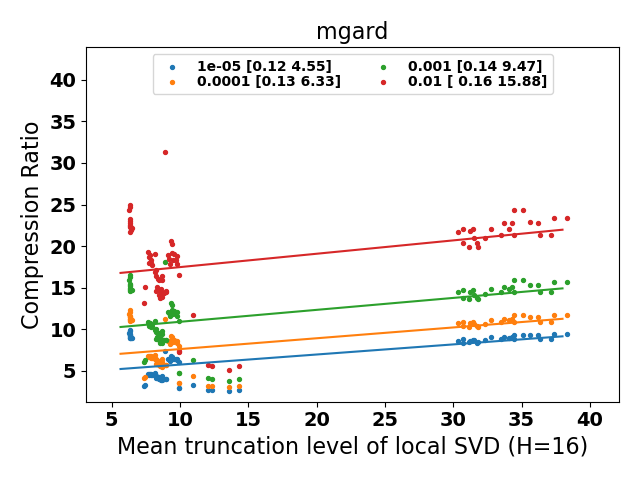 mgard
1e-05 [0.12 4.55]
0.0001 [0.13 6.33]
0.001 [0.14 9.47]
0.01 [ 0.16 15.88]
Compression Ratio
40
35
30
25
20
15
10
5
5 10 15 20 25 30 35 40
Mean truncation level of local SVD (H=16)